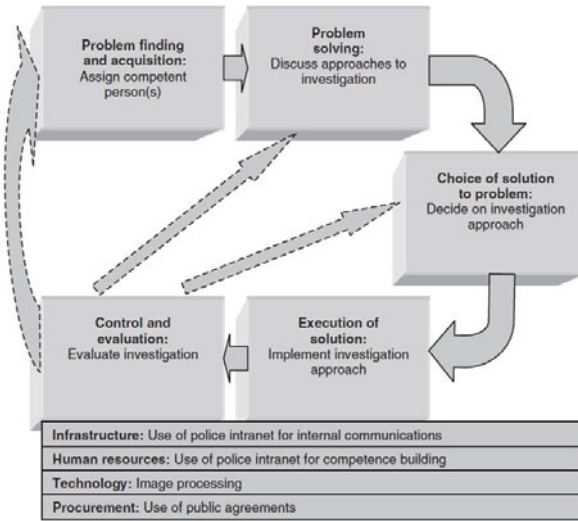 Problem finding
and acquisition:
Assign competent
person(s)
Problem
solving:
Discuss approaches to
investigation
Choice of solution
to problem:
Decide on investigation
approach
Control and
evaluation:
Evaluate investigation
Execution of
solution:
Implement investigation
approach
Infrastructure: Use of police intranet for internal communications
Human resources: Use of police intranet for competence building
Technology: Image processing
Procurement: Use of public agreements